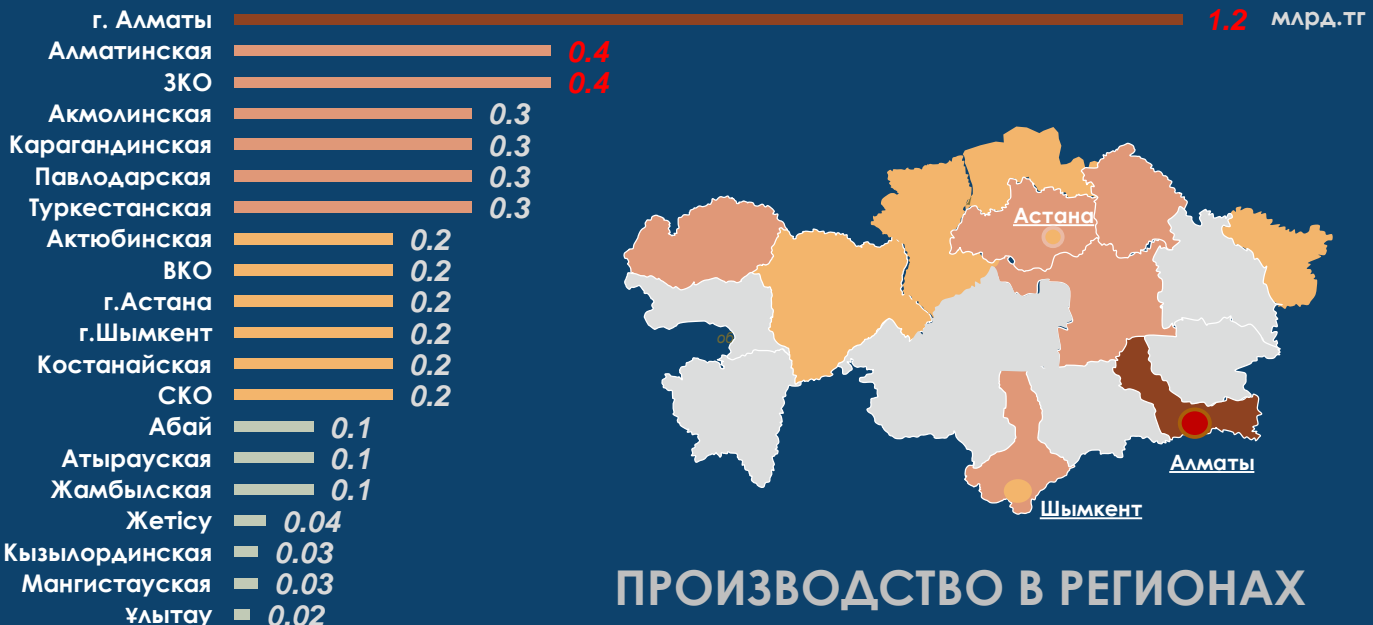 г. Алматы 1.2 млрд.тг
Алматинская 0.4
ЗКО 0.4
Акмолинская 0.3
Карагандинская 0.3
Павлодарская 0.3
Туркестанская 0.3
Актюбинская 0.2
ВКО 0.2
г.Астана 0.2
г.Шымкент 0.2
Костанайская 0.2
СКО 0.2
Абай 0.1
Атырауская 0.1
Жамбылская 0.1
Жетісу 0.04
Кызылординская 0.03
Мангистауская 0.03
Ұлытау 0.02
Астана
Алматы
Шымкент
ПРОИЗВОДСТВО В РЕГИОНАХ